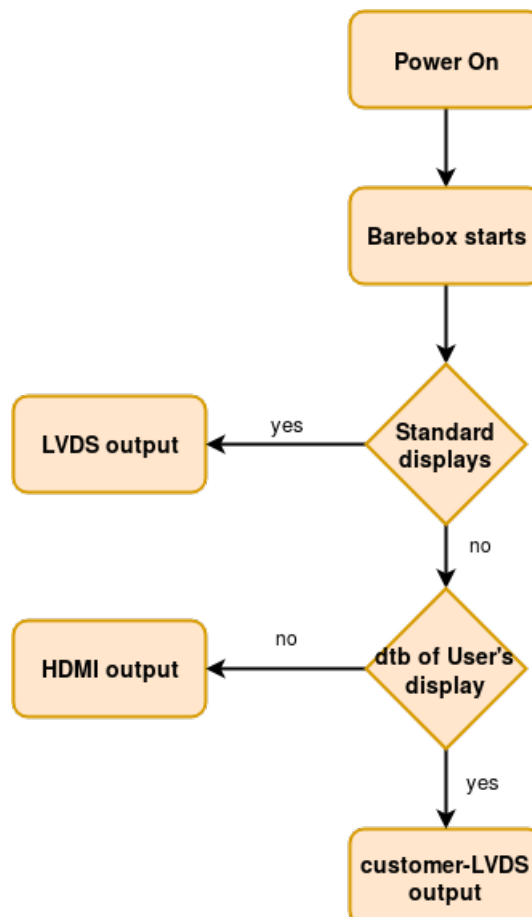 Power On
Barebox starts
Standard
displays
yes
LVDS output
no
dtb of User's
display
no
HDMI output
yes
customer-LVDS
output